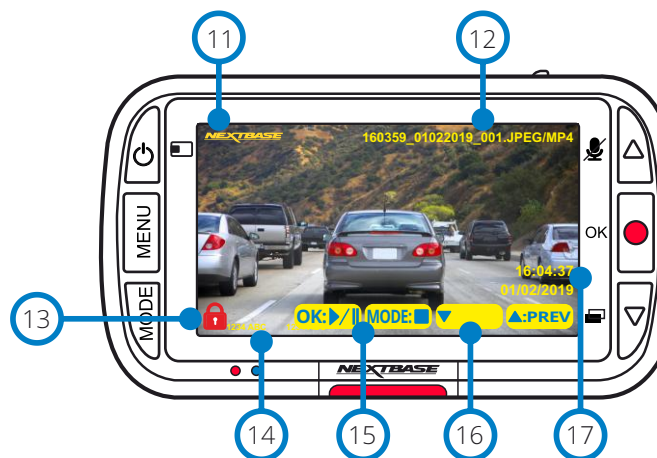 11
12
NEXTBASE
160359_01022019_001.JPEG/MP4
MENU
OK
16-04:37
01/02/2019
MODE
13
OK: / MODE: :PREV
NEXTBASE
14
15
16
17